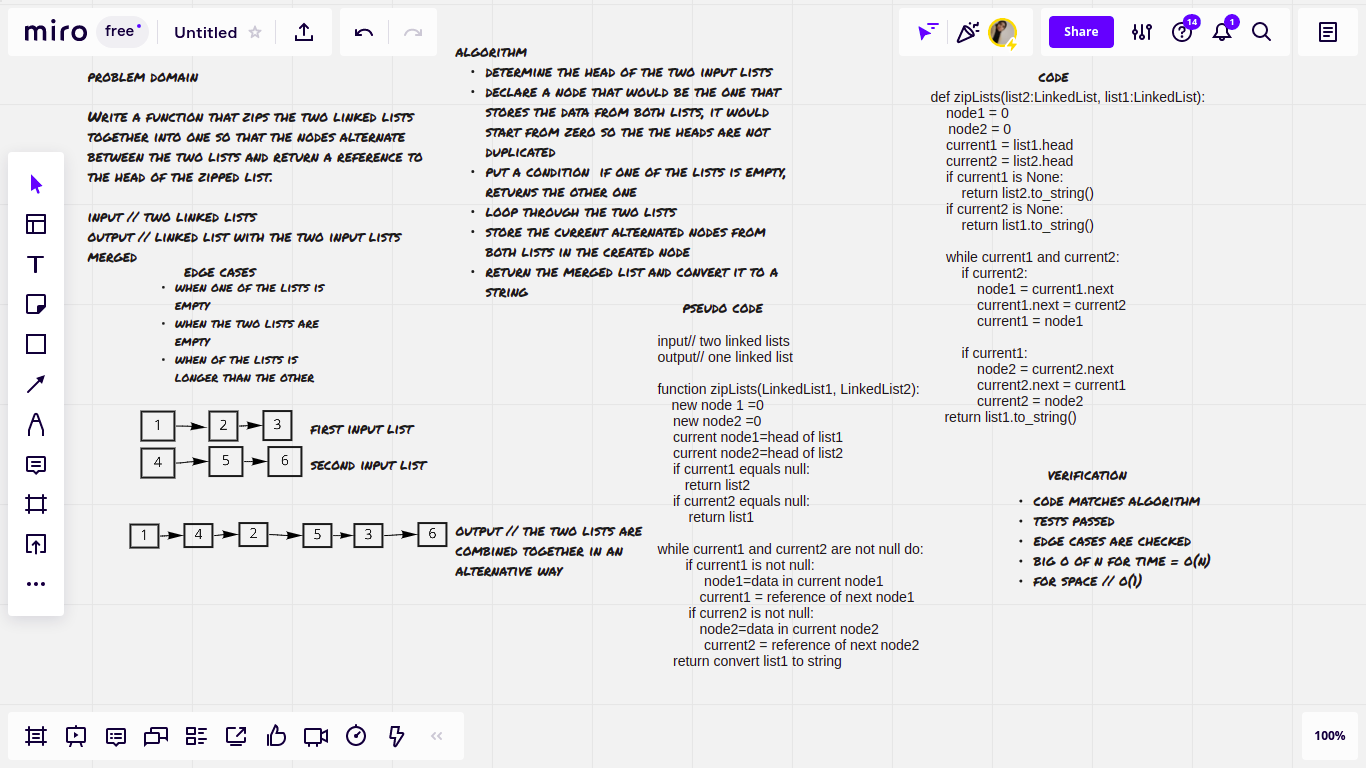 miro free Untitled
Share 14 1
PROBLEM DOMAIN
WRITE A FUNCTION THAT ZIPS THE TWO LINKED LISTS
TOGETHER INTO ONE SO THAT THE NODES ALTERNATE
BETWEEN THE TWO LISTS AND RETURN A REFERENCE TO
THE HEAD OF THE ZIPPED LIST.
INPUT // TWO LINKED LISTS
OUTPUT // LINKED LIST WITH THE TWO INPUT LISTS
MERGED
EDGE CASES
• WHEN ONE OF THE LISTS IS
EMPTY
• WHEN THE TWO LISTS ARE
EMPTY
• WHEN OF THE LISTS IS
LONGER THAN THE OTHER
1 2 3 FIRST INPUT LIST
4 5 6 SECOND INPUT LIST
1 4 2 5 3 6
OUTPUT // THE TWO LISTS ARE
COMBINED TOGETHER IN AN
ALTERNATIVE WAY
ALGORITHM
• DETERMINE THE HEAD OF THE TWO INPUT LISTS
• DECLARE A NODE THAT WOULD BE THE ONE THAT
STORES THE DATA FROM BOTH LISTS, IT WOULD
START FROM ZERO SO THE THE HEADS ARE NOT
DUPLICATED
• PUT A CONDITION IF ONE OF THE LISTS IS EMPTY,
RETURNS THE OTHER ONE
• LOOP THROUGH THE TWO LISTS
• STORE THE CURRENT ALTERNATED NODES FROM
BOTH LISTS IN THE CREATED NODE
• RETURN THE MERGED LIST AND CONVERT IT TO A
STRING
PSEUDO CODE
input// two linked lists
output// one linked list
function zipLists(LinkedList1, LinkedList2):
new node 1 =0
new node2 =0
current node1=head of list1
current node2=head of list2
if current1 equals null:
return list2
if current2 equals null:
return list1
while current1 and current2 are not null do:
if current1 is not null:
node1=data in current node1
current1 = reference of next node1
if curren2 is not null:
node2=data in current node2
current2 = reference of next node2
return convert list1 to string
CODE
def zipLists(list2:LinkedList, list1:LinkedList):
node1 = 0
node2 = 0
current1 = list1.head
current2 = list2.head
if current1 is None:
return list2.to_string()
if current2 is None:
return list1.to_string()
while current1 and current2:
if current2:
node1 = current1.next
current1.next = current2
current1 = node1
if current1:
node2 = current2.next
current2.next = current1
current2 = node2
return list1.to_string()
VERIFICATION
• CODE MATCHES ALGORITHM
• TESTS PASSED
• EDGE CASES ARE CHECKED
• BIG O OF N FOR TIME = O(N)
• FOR SPACE // O(1)
100%